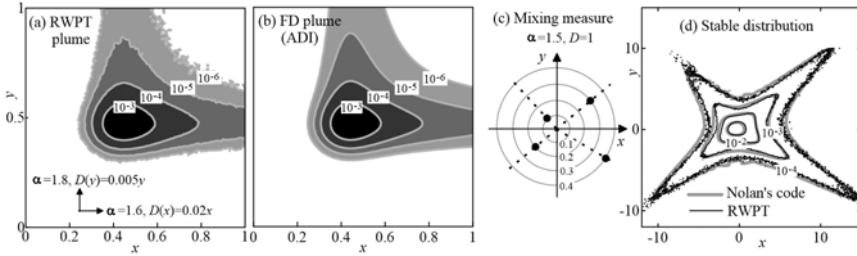 (a) RWPT
plume
10⁻³
10⁻⁴
10⁻⁵
10⁻⁶
α=1.8, D(y)=0.005y
α=1.6, D(x)=0.02x
y
1
0.5
0
0
0.2
0.4
0.6
0.8
1
x
(b) FD plume
(ADI)
10⁻³
10⁻⁴
10⁻⁵
10⁻⁶
0
0.2
0.4
0.6
0.8
1
x
(c) Mixing measure
α=1.5, D=1
y
x
0.1
0.2
0.3
0.4
(d) Stable distribution
y
10
0
-10
10⁻²
10⁻³
10⁻⁴
Nolan's code
RWPT
-10
0
10
x